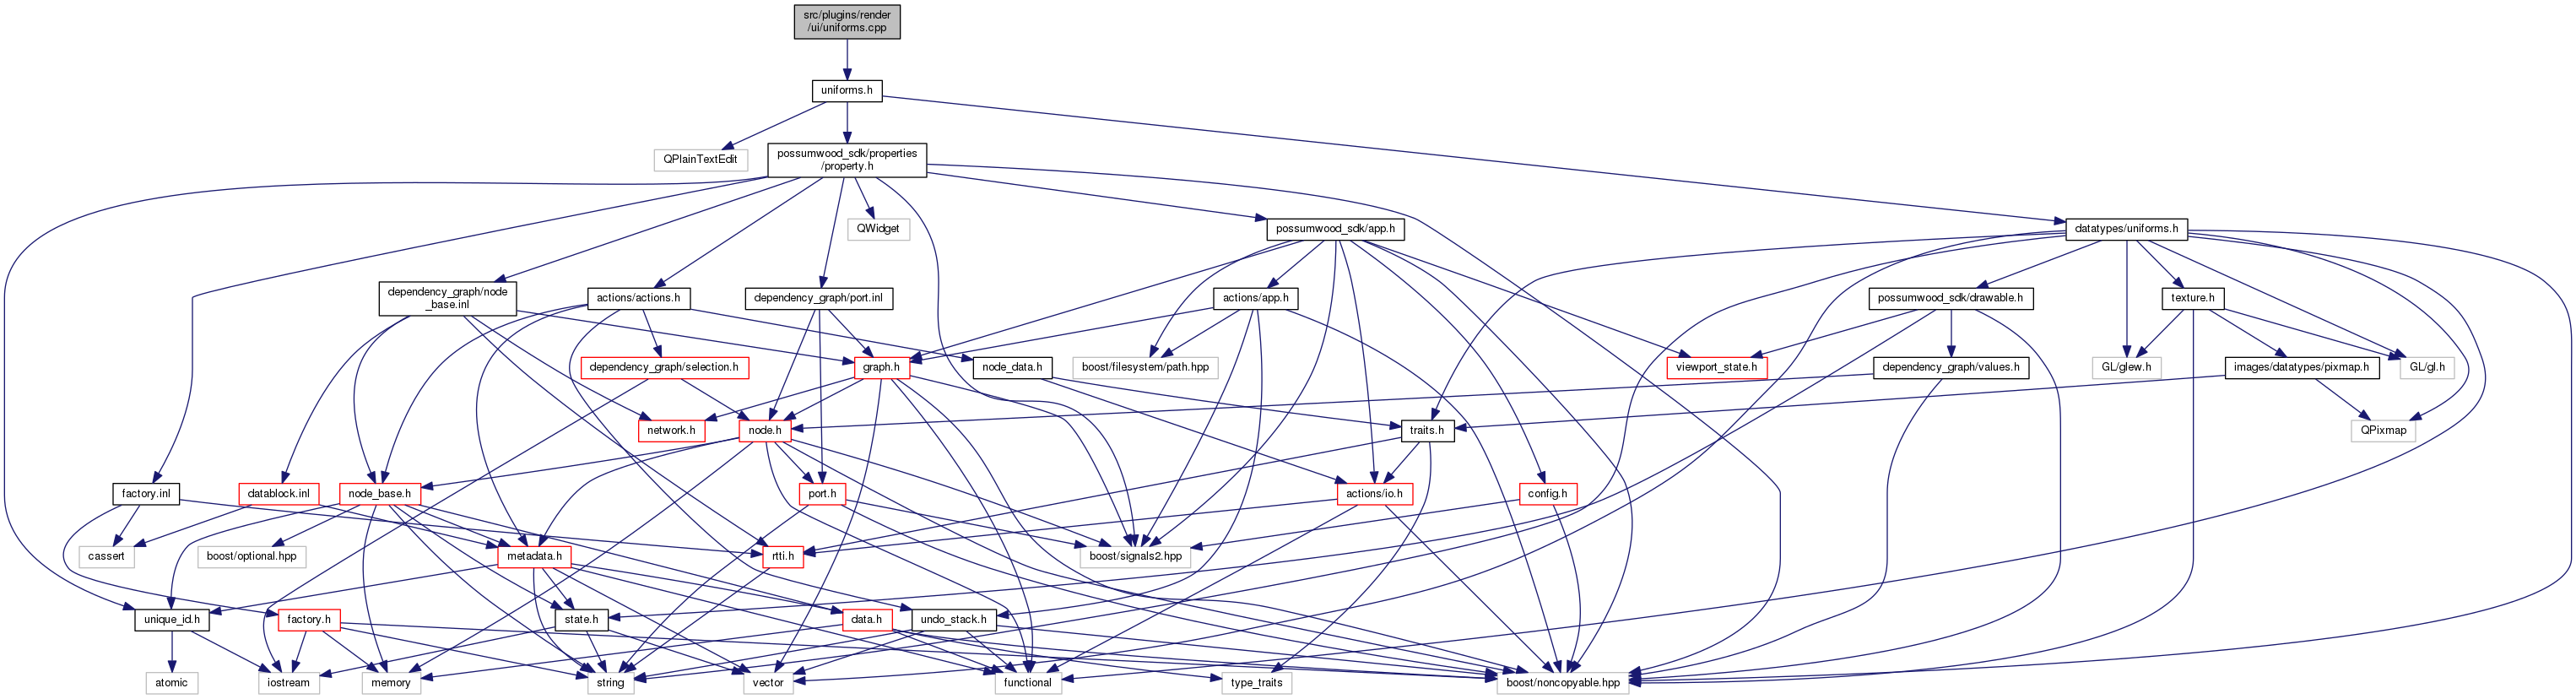 src/plugins/render
/ui/uniforms.cpp
uniforms.h
QPlainTextEdit
possumwood_sdk/properties
/property.h
QWidget
possumwood_sdk/app.h
datatypes/uniforms.h
dependency_graph/node
_base.inl
actions/actions.h
dependency_graph/port.inl
actions/app.h
possumwood_sdk/drawable.h
texture.h
dependency_graph/selection.h
graph.h
node_data.h
boost/filesystem/path.hpp
viewport_state.h
dependency_graph/values.h
GL/glew.h
images/datatypes/pixmap.h
GL/gl.h
network.h
node.h
traits.h
QPixmap
factory.inl
datablock.inl
node_base.h
port.h
actions/io.h
config.h
cassert
boost/optional.hpp
metadata.h
rtti.h
boost/signals2.hpp
unique_id.h
factory.h
state.h
data.h
undo_stack.h
atomic
iostream
memory
string
vector
functional
type_traits
boost/noncopyable.hpp